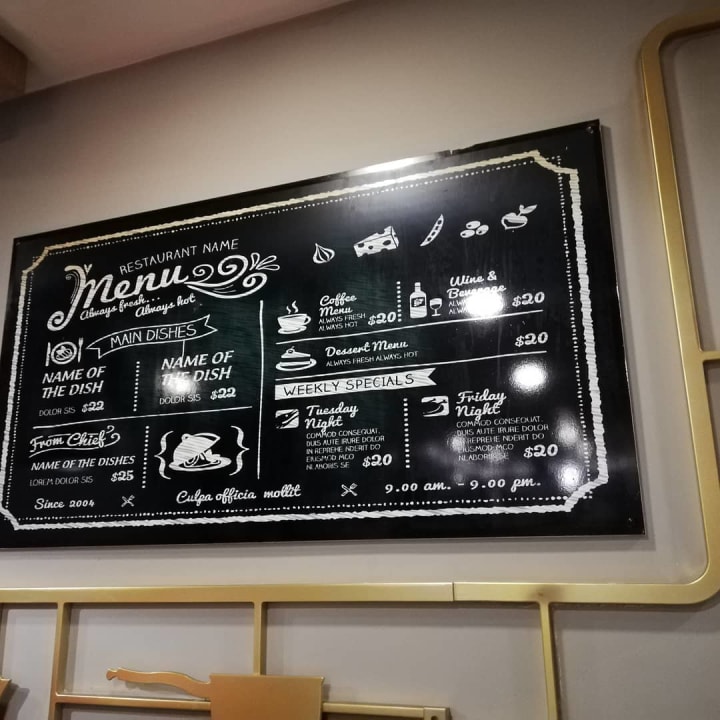 RESTAURANT NAME
Menu
Always fresh...
Always hot
MAIN DISHES
NAME OF
THE DISH
DOLOR SIS $22
NAME OF
THE DISH
DOLOR SIS $22
From Chief
NAME OF THE DISHES
LOREM DOLOR SIS $25
Since 2004
Culpa officia mollit
Coffee
Menu
ALWAYS FRESH
ALWAYS HOT $20
Wine &
Beverage
$20
Dessert Menu
ALWAYS FRESH ALWAYS HOT $20
WEEKLY SPECIALS
Tuesday
Night
COMMOD CONSEQUAT.
DUIS AUTE IRURE DOLOR
IN REPREHE NDERIT DO
EIUSMOD MCO
NLABORIS SE $20
Friday
Night
COMMOD CONSEQUAT.
DUIS AUTE IRURE DOLOR
REPREHE NDERIT DO
EIUSMOD MCO
NLABORIS SE $20
9.00 am. - 9.00 pm.